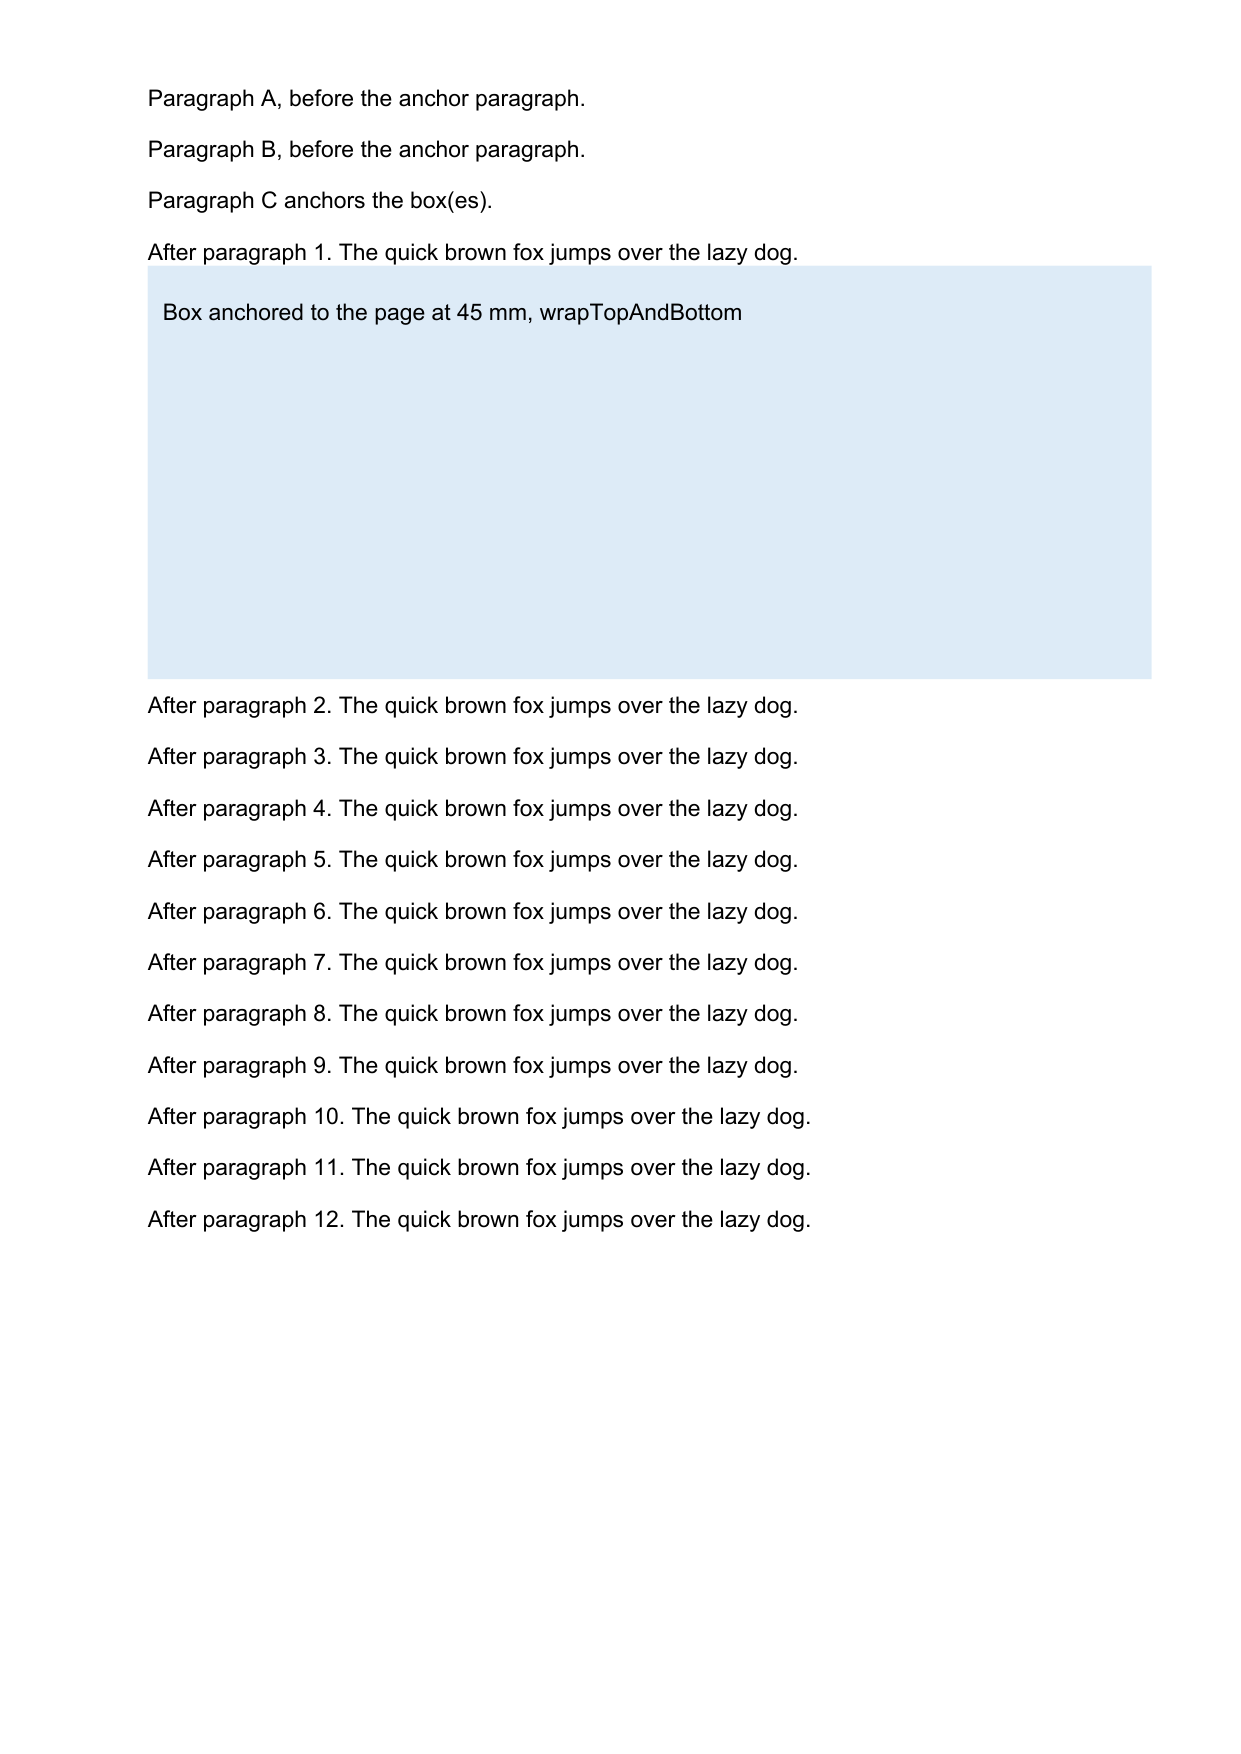 Paragraph A, before the anchor paragraph.
Paragraph B, before the anchor paragraph.
Paragraph C anchors the box(es).
After paragraph 1. The quick brown fox jumps over the lazy dog.
Box anchored to the page at 45 mm, wrapTopAndBottom
After paragraph 2. The quick brown fox jumps over the lazy dog.
After paragraph 3. The quick brown fox jumps over the lazy dog.
After paragraph 4. The quick brown fox jumps over the lazy dog.
After paragraph 5. The quick brown fox jumps over the lazy dog.
After paragraph 6. The quick brown fox jumps over the lazy dog.
After paragraph 7. The quick brown fox jumps over the lazy dog.
After paragraph 8. The quick brown fox jumps over the lazy dog.
After paragraph 9. The quick brown fox jumps over the lazy dog.
After paragraph 10. The quick brown fox jumps over the lazy dog.
After paragraph 11. The quick brown fox jumps over the lazy dog.
After paragraph 12. The quick brown fox jumps over the lazy dog.